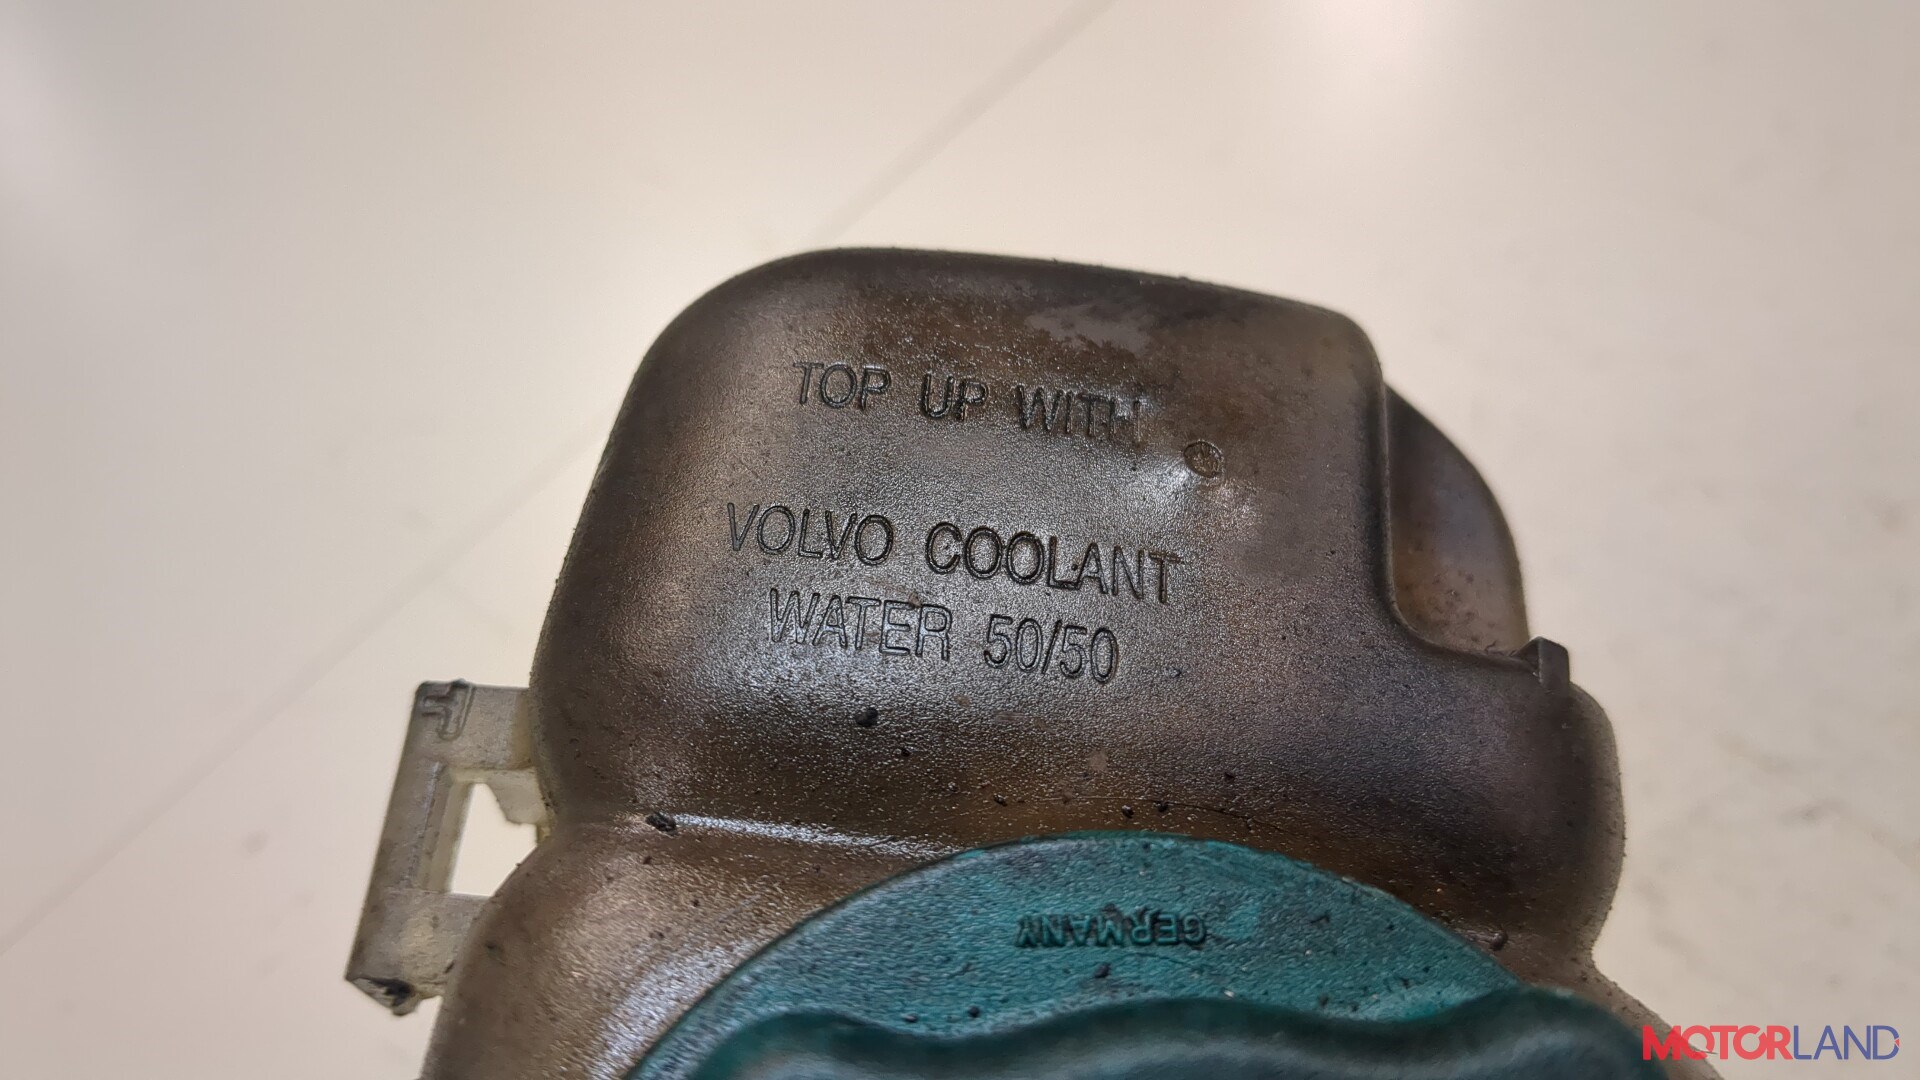 TOP UP WITH
VOLVO COOLANT
WATER 50/50
GERMANY
MOTORLAND